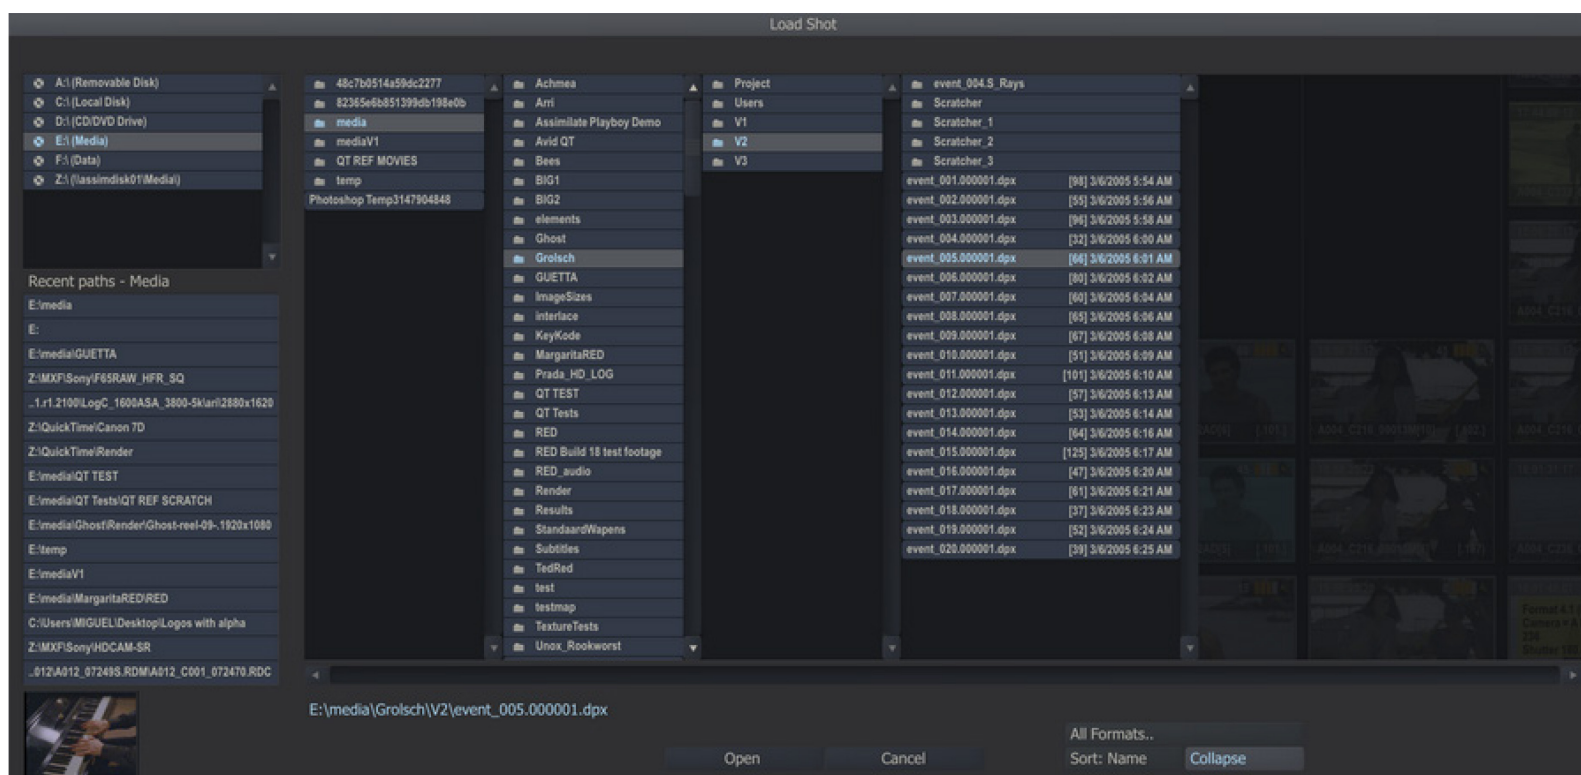 Load Shot
A:\ (Removable Disk)
C:\ (Local Disk)
D:\ (CD/DVD Drive)
E:\ (Media)
F:\ (Data)
Z:\ (\\assimdisk01\Media\)
Recent paths - Media
E:\media
E:
E:\media\GUETTA
Z:\MXF\Sony\F65RAW_HFR_SQ
..1.r1.2100\LogC_1600ASA_3800-5k\ari\2880x1620
Z:\QuickTime\Canon 7D
Z:\QuickTime\Render
E:\media\QT TEST
E:\media\QT Tests\QT REF SCRATCH
E:\media\Ghost\Render\Ghost-reel-09-.1920x1080
E:\temp
E:\mediaV1
E:\media\MargaritaRED\RED
C:\Users\MIGUEL\Desktop\Logos with alpha
Z:\MXF\Sony\HDCAM-SR
..012\A012_07249S.RDM\A012_C001_072470.RDC
48c7b0514a59dc2277
82365e6b851399db198e0b
media
mediaV1
QT REF MOVIES
temp
Photoshop Temp3147904848
Achmea
Arri
Assimilate Playboy Demo
Avid QT
Bees
BIG1
BIG2
elements
Ghost
Grolsch
GUETTA
ImageSizes
interlace
KeyKode
MargaritaRED
Prada_HD_LOG
QT TEST
QT Tests
RED
RED Build 18 test footage
RED_audio
Render
Results
StandaardWapens
Subtitles
TedRed
test
testmap
TextureTests
Unox_Rookworst
Project
Users
V1
V2
V3
event_004.S_Rays
Scratcher
Scratcher_1
Scratcher_2
Scratcher_3
event_001.000001.dpx [98] 3/6/2005 5:54 AM
event_002.000001.dpx [55] 3/6/2005 5:56 AM
event_003.000001.dpx [96] 3/6/2005 5:58 AM
event_004.000001.dpx [32] 3/6/2005 6:00 AM
event_005.000001.dpx [66] 3/6/2005 6:01 AM
event_006.000001.dpx [80] 3/6/2005 6:02 AM
event_007.000001.dpx [60] 3/6/2005 6:04 AM
event_008.000001.dpx [65] 3/6/2005 6:06 AM
event_009.000001.dpx [67] 3/6/2005 6:08 AM
event_010.000001.dpx [51] 3/6/2005 6:09 AM
event_011.000001.dpx [101] 3/6/2005 6:10 AM
event_012.000001.dpx [57] 3/6/2005 6:13 AM
event_013.000001.dpx [53] 3/6/2005 6:14 AM
event_014.000001.dpx [64] 3/6/2005 6:16 AM
event_015.000001.dpx [125] 3/6/2005 6:17 AM
event_016.000001.dpx [47] 3/6/2005 6:20 AM
event_017.000001.dpx [61] 3/6/2005 6:21 AM
event_018.000001.dpx [37] 3/6/2005 6:23 AM
event_019.000001.dpx [52] 3/6/2005 6:24 AM
event_020.000001.dpx [39] 3/6/2005 6:25 AM
E:\media\Grolsch\V2\event_005.000001.dpx
All Formats..
Open
Cancel
Sort: Name
Collapse